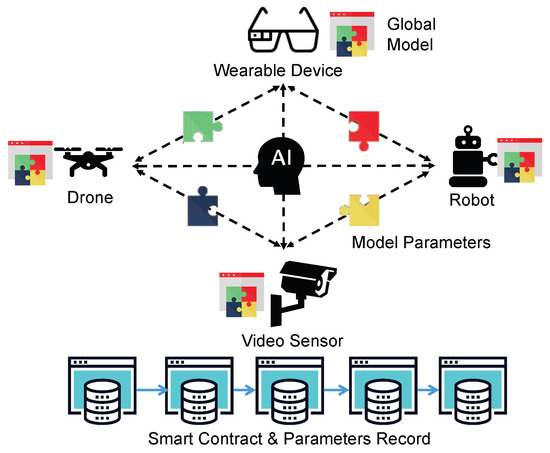 Global
Model
Wearable Device
AI
Drone
Robot
Model Parameters
Video Sensor
Smart Contract & Parameters Record